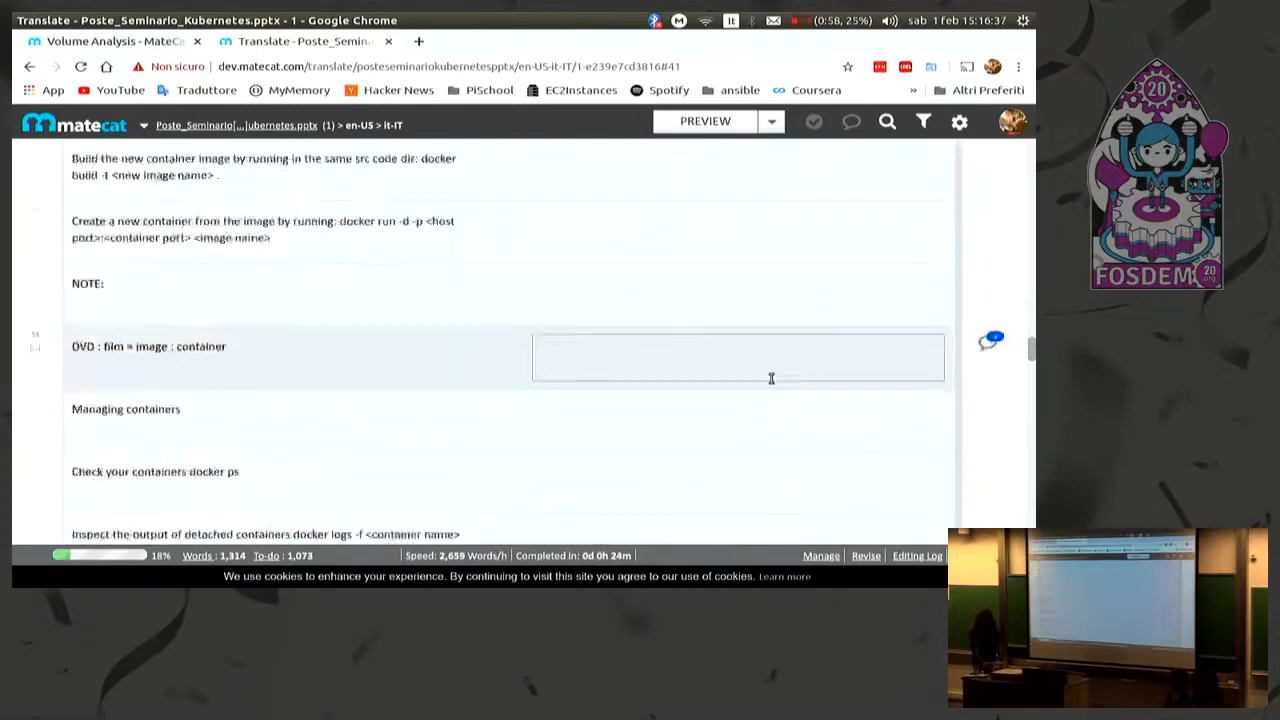 Translate - Poste_Seminario_Kubernetes.pptx - 1 - Google Chrome
It
(0:58, 25%)
sab 1 feb 15:16:37
Volume Analysis - MateCa
Translate - Poste_Semin
Non sicuro
dev.matecat.com/translate/posteseminariokubernetespptx/en-US-it-IT/1-e239e7cd3816#41
App
YouTube
Traduttore
MyMemory
Hacker News
PiSchool
EC2Instances
Spotify
ansible
Coursera
»
Altri Preferiti
matecat
Poste_Seminario[...]ubernetes.pptx (1) > en-US > it-IT
PREVIEW
Build the new container image by running in the same src code dir: docker
build -t <new image name> .
Create a new container from the image by running: docker run -d -p <host
port>:<container port> <image name>
NOTE:
DVD : film = image : container
Managing containers
Check your containers docker ps
Inspect the output of detached containers docker logs -f <container name>
18%
Words : 1,314
To-do : 1,073
Speed: 2,659 Words/h
Completed in: 0d 0h 24m
Manage
Revise
Editing Log
We use cookies to enhance your experience. By continuing to visit this site you agree to our use of cookies. Learn more
20
FOSDEM
20
.org